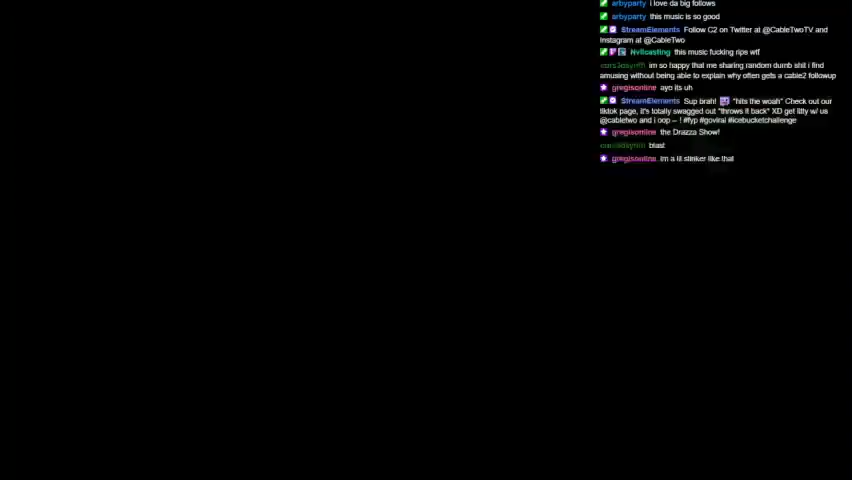 arbyparty i love da big follows
arbyparty this music is so good
StreamElements Follow C2 on Twitter at @CableTwoTV and
Instagram at @CableTwo
Nvllcasting this music fucking rips wtf
im so happy that me sharing random dumb shit i find
amusing without being able to explain why often gets a cable2 followup
gregisonline ayo its uh
StreamElements Sup brah! "hits the woah" Check out our
tiktok page, it's totally swagged out "throws it back" XD get litty w/ us
@cabletwo and i oop – ! #fyp #goviral #icebucketchallenge
gregisonline the Drazza Show!
blast
gregisonline im a lil stinker like that